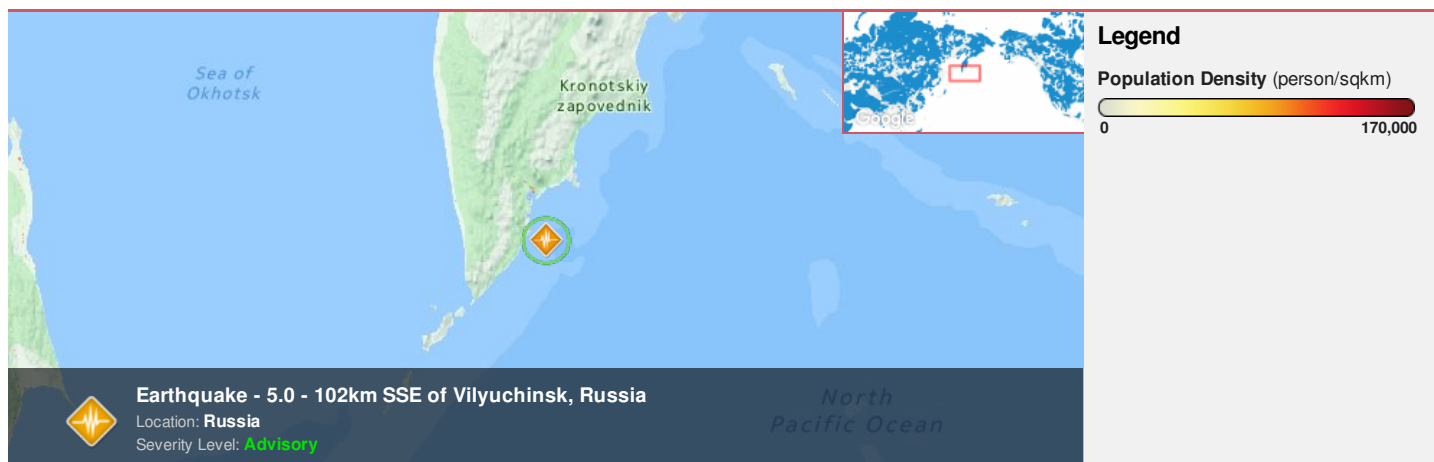 Sea of
Okhotsk
Kronotskiy
zapovednik
Google
Legend
Population Density (person/sqkm)
0
170,000
North
Pacific Ocean
Earthquake - 5.0 - 102km SSE of Vilyuchinsk, Russia
Location: Russia
Severity Level: Advisory